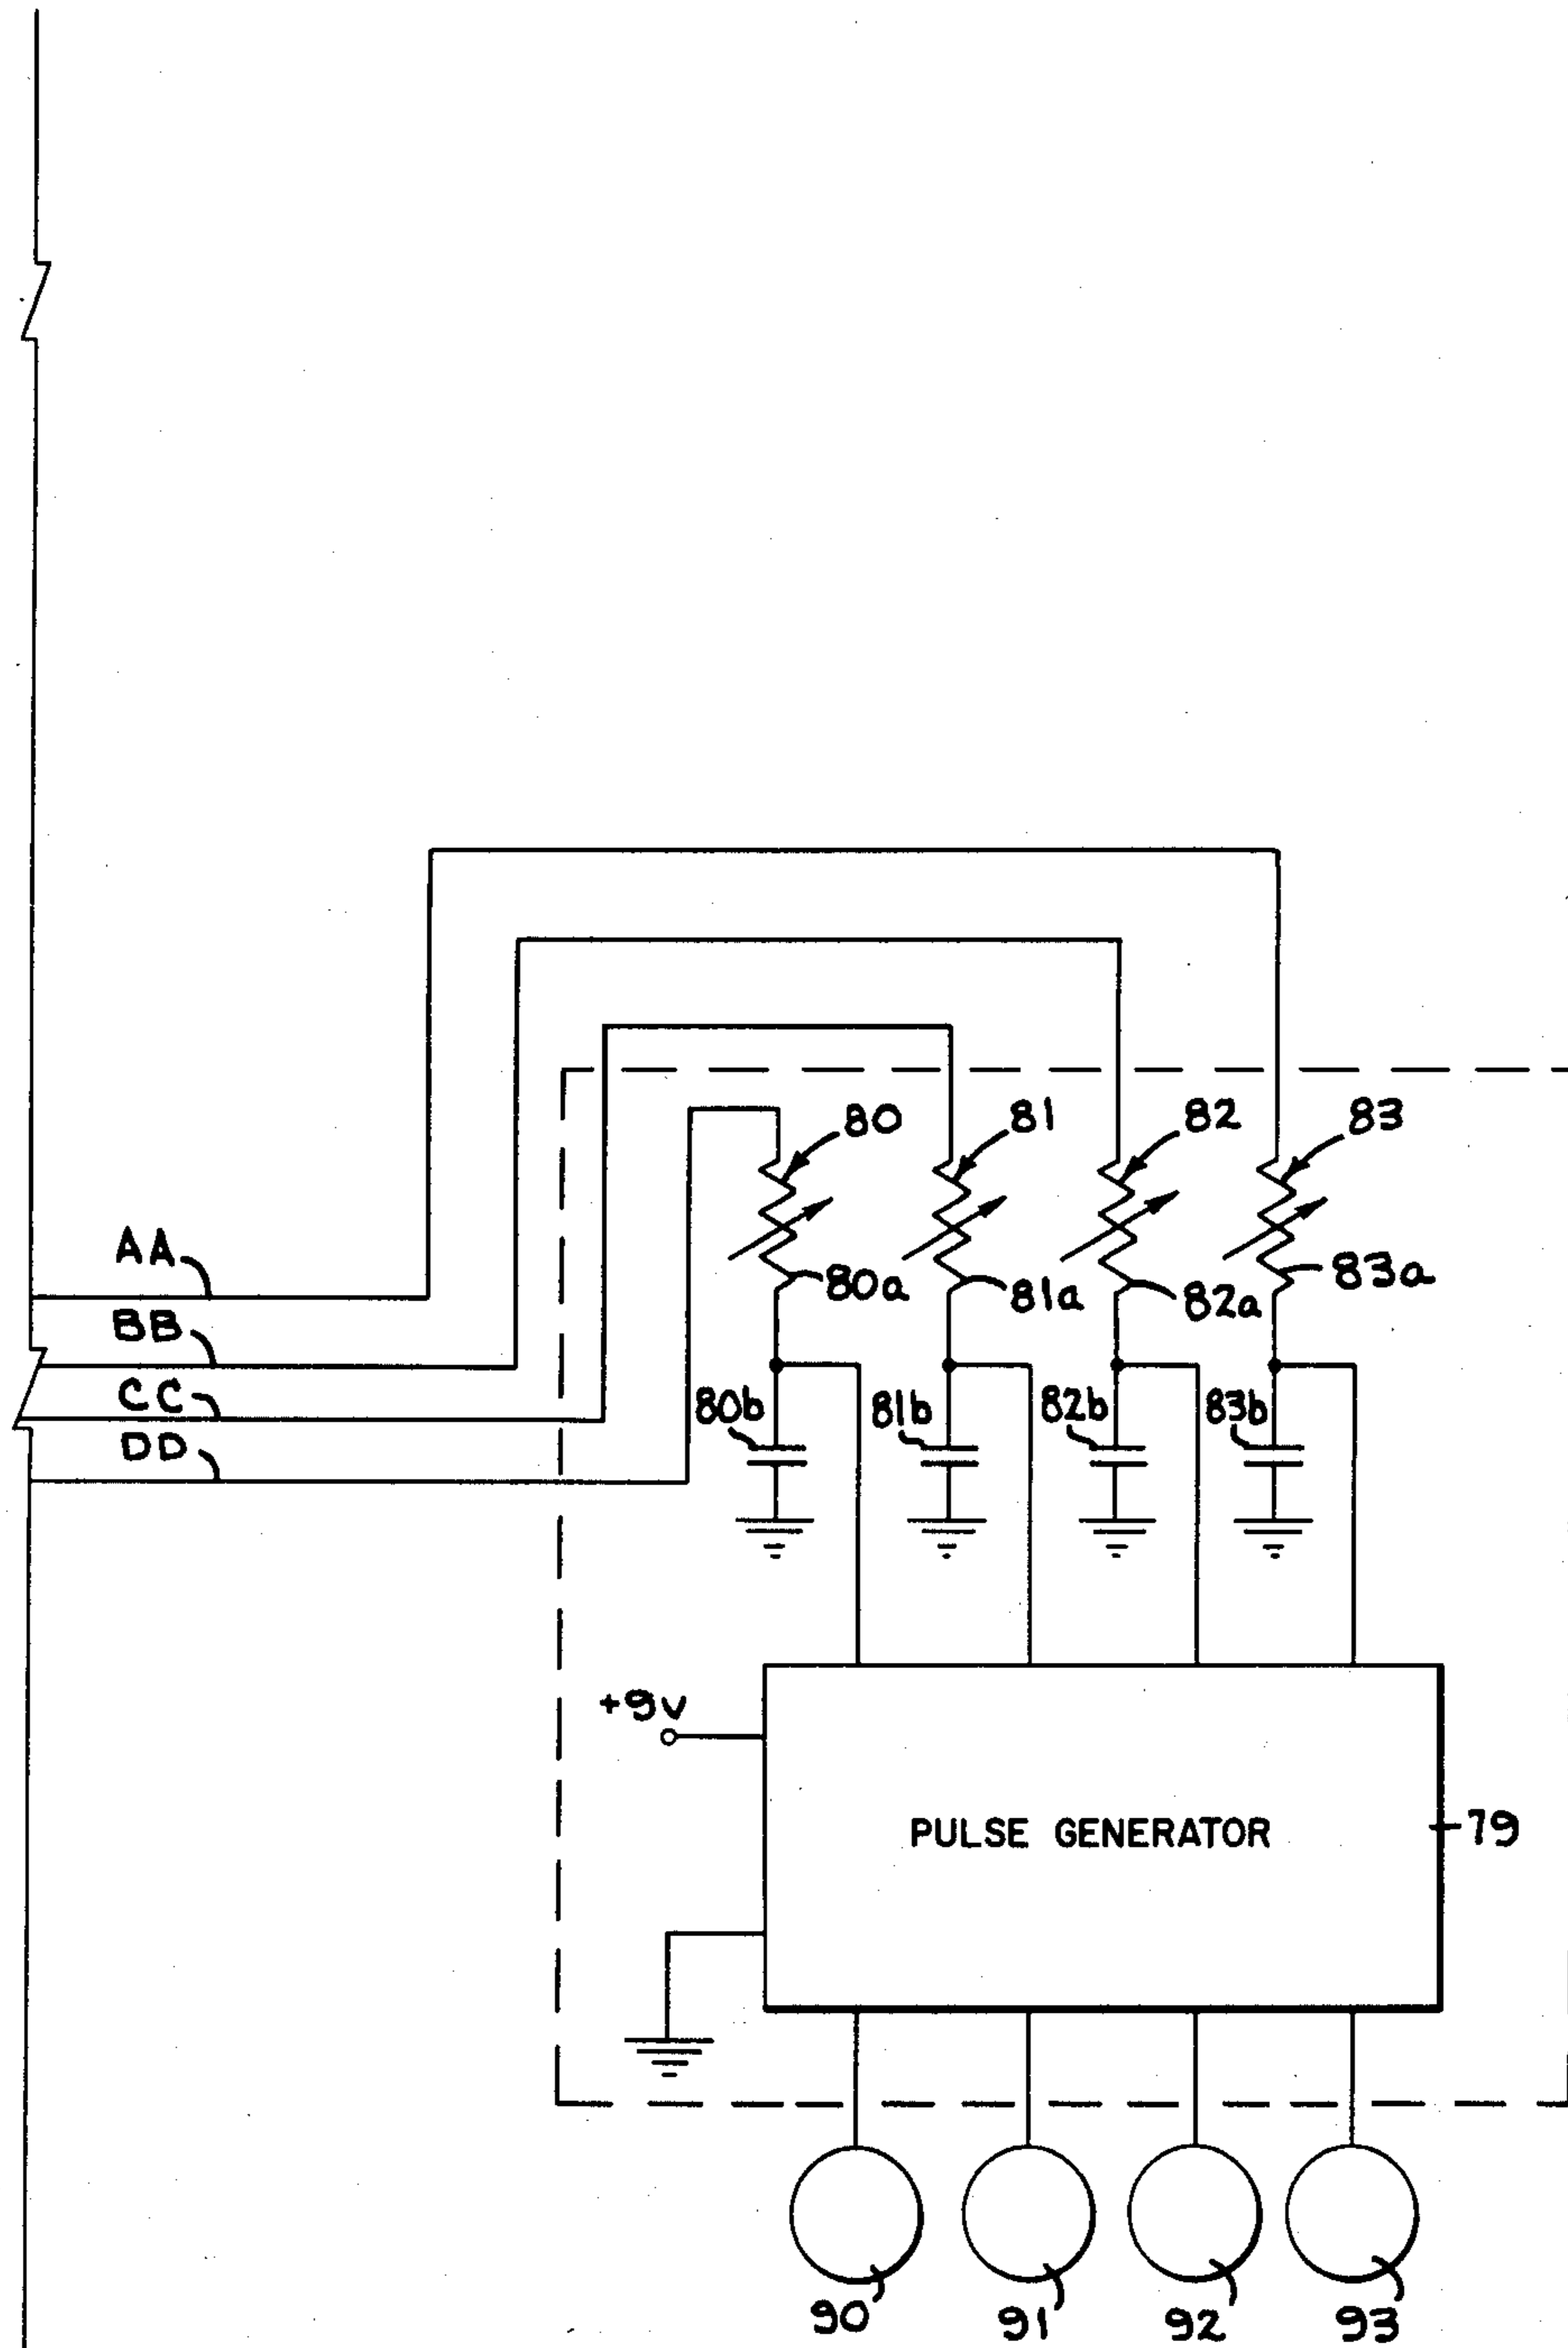 80 81 82 83
AA
80a 81a 82a 83a
BB
CC
80b 81b 82b 83b
DD
+9v
PULSE GENERATOR
79
90 91 92 93